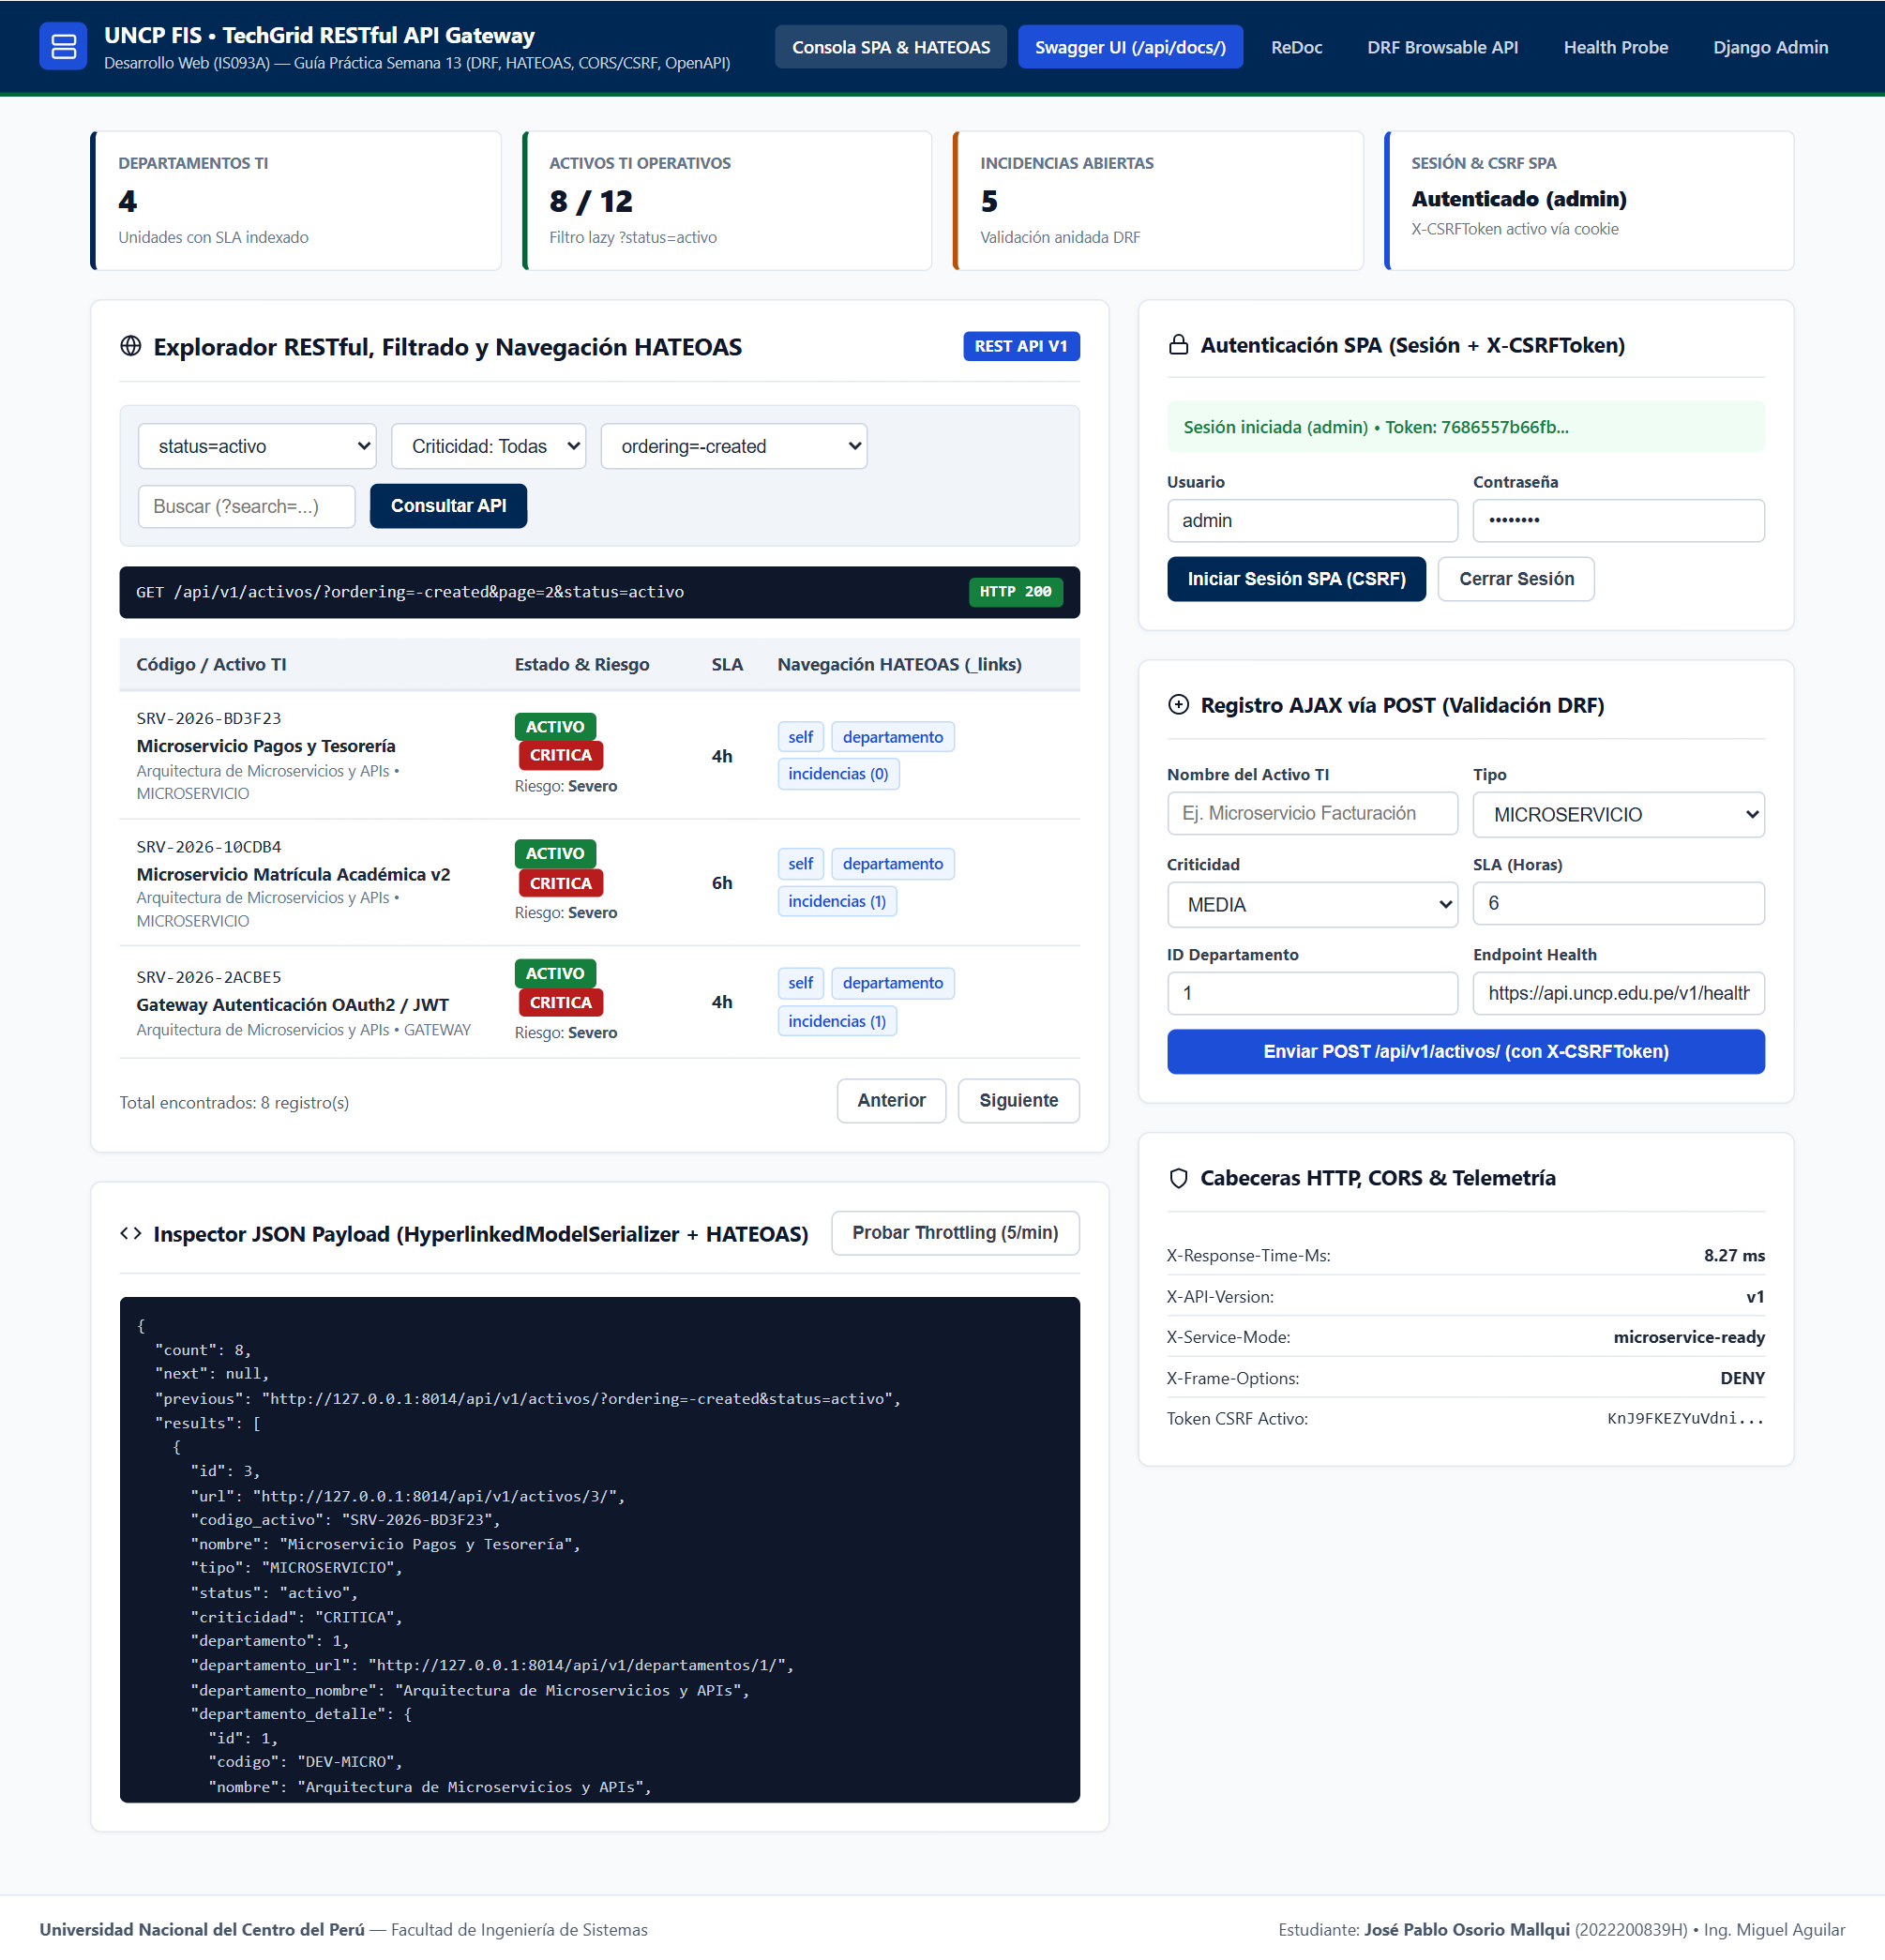 UNCP FIS • TechGrid RESTful API Gateway
Desarrollo Web (IS093A) — Guía Práctica Semana 13 (DRF, HATEOAS, CORS/CSRF, OpenAPI)
Consola SPA & HATEOAS
Swagger UI (/api/docs/)
ReDoc
DRF Browsable API
Health Probe
Django Admin
DEPARTAMENTOS TI
4
Unidades con SLA indexado
ACTIVOS TI OPERATIVOS
8 / 12
Filtro lazy ?status=activo
INCIDENCIAS ABIERTAS
5
Validación anidada DRF
SESIÓN & CSRF SPA
Autenticado (admin)
X-CSRFToken activo vía cookie
Explorador RESTful, Filtrado y Navegación HATEOAS
REST API V1
status=activo
Criticidad: Todas
ordering=-created
Buscar (?search=...)
Consultar API
GET /api/v1/activos/?ordering=-created&page=2&status=activo
HTTP 200
Código / Activo TI
Estado & Riesgo
SLA
Navegación HATEOAS (_links)
SRV-2026-BD3F23
Microservicio Pagos y Tesorería
Arquitectura de Microservicios y APIs •
MICROSERVICIO
ACTIVO
CRITICA
Riesgo: Severo
4h
self
departamento
incidencias (0)
SRV-2026-10CDB4
Microservicio Matrícula Académica v2
Arquitectura de Microservicios y APIs •
MICROSERVICIO
ACTIVO
CRITICA
Riesgo: Severo
6h
self
departamento
incidencias (1)
SRV-2026-2ACBE5
Gateway Autenticación OAuth2 / JWT
Arquitectura de Microservicios y APIs • GATEWAY
ACTIVO
CRITICA
Riesgo: Severo
4h
self
departamento
incidencias (1)
Total encontrados: 8 registro(s)
Anterior
Siguiente
Inspector JSON Payload (HyperlinkedModelSerializer + HATEOAS)
Probar Throttling (5/min)
{
"count": 8,
"next": null,
"previous": "http://127.0.0.1:8014/api/v1/activos/?ordering=-created&status=activo",
"results": [
{
"id": 3,
"url": "http://127.0.0.1:8014/api/v1/activos/3/",
"codigo_activo": "SRV-2026-BD3F23",
"nombre": "Microservicio Pagos y Tesorería",
"tipo": "MICROSERVICIO",
"status": "activo",
"criticidad": "CRITICA",
"departamento": 1,
"departamento_url": "http://127.0.0.1:8014/api/v1/departamentos/1/",
"departamento_nombre": "Arquitectura de Microservicios y APIs",
"departamento_detalle": {
"id": 1,
"codigo": "DEV-MICRO",
"nombre": "Arquitectura de Microservicios y APIs",
Autenticación SPA (Sesión + X-CSRFToken)
Sesión iniciada (admin) • Token: 7686557b66fb...
Usuario
Contraseña
admin
••••••••
Iniciar Sesión SPA (CSRF)
Cerrar Sesión
Registro AJAX vía POST (Validación DRF)
Nombre del Activo TI
Tipo
Ej. Microservicio Facturación
MICROSERVICIO
Criticidad
SLA (Horas)
MEDIA
6
ID Departamento
Endpoint Health
1
https://api.uncp.edu.pe/v1/health
Enviar POST /api/v1/activos/ (con X-CSRFToken)
Cabeceras HTTP, CORS & Telemetría
X-Response-Time-Ms: 8.27 ms
X-API-Version: v1
X-Service-Mode: microservice-ready
X-Frame-Options: DENY
Token CSRF Activo: KnJ9FKEZYuVdni...
Universidad Nacional del Centro del Perú — Facultad de Ingeniería de Sistemas
Estudiante: José Pablo Osorio Mallqui (2022200839H) • Ing. Miguel Aguilar